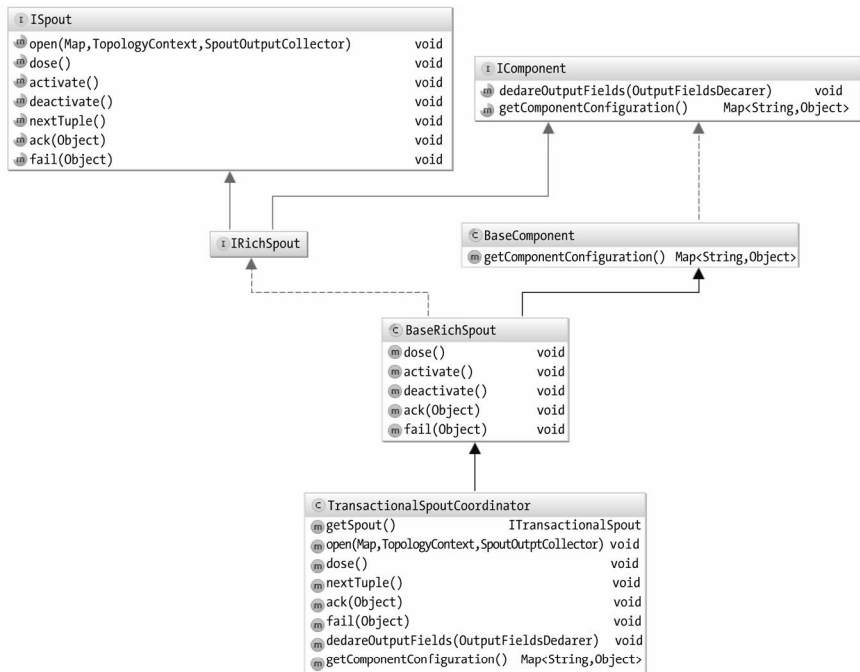 I ISpout
m open(Map,TopologyContext,SpoutOutputCollector) void
m dose() void
m activate() void
m deactivate() void
m nextTuple() void
m ack(Object) void
m fail(Object) void
I IComponent
m dedareOutputFields(OutputFieldsDecarer) void
m getComponentConfiguration() Map<String,Object>
I IRichSpout
C BaseComponent
m getComponentConfiguration() Map<String,Object>
C BaseRichSpout
m dose() void
m activate() void
m deactivate() void
m ack(Object) void
m fail(Object) void
C TransactionalSpoutCoordinator
m getSpout() ITransactionalSpout
m open(Map,TopologyContext,SpoutOutptCollector) void
m dose() void
m nextTuple() void
m ack(Object) void
m fail(Object) void
m dedareOutputFields(OutputFieldsDedarer) void
m getComponentConfiguration() Map<String,Object>